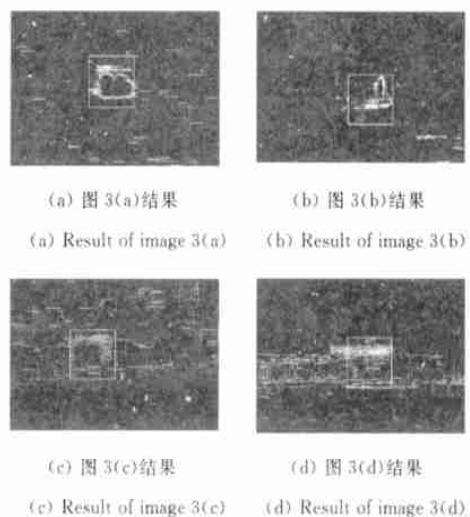 (a) 图 3(a)结果
(b) 图 3(b)结果
(a) Result of image 3(a)
(b) Result of image 3(b)
(c) 图 3(c)结果
(d) 图 3(d)结果
(c) Result of image 3(c)
(d) Result of image 3(d)